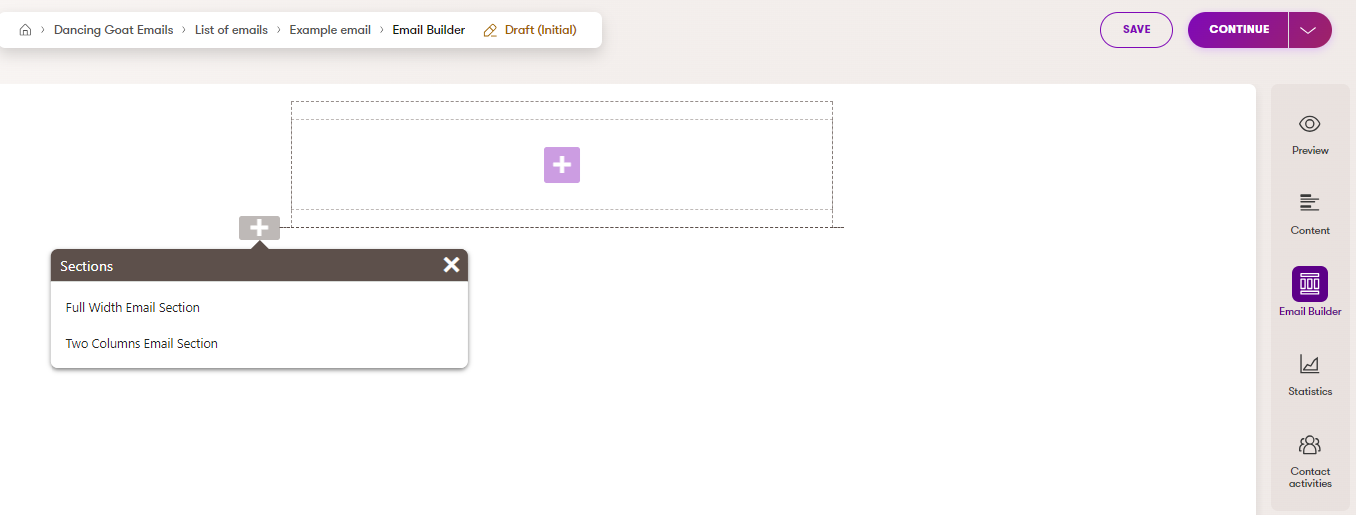 Dancing Goat Emails > List of emails > Example email > Email Builder Draft (Initial)
SAVE
CONTINUE
Preview
Content
Email Builder
Statistics
Contact
activities
Sections
Full Width Email Section
Two Columns Email Section